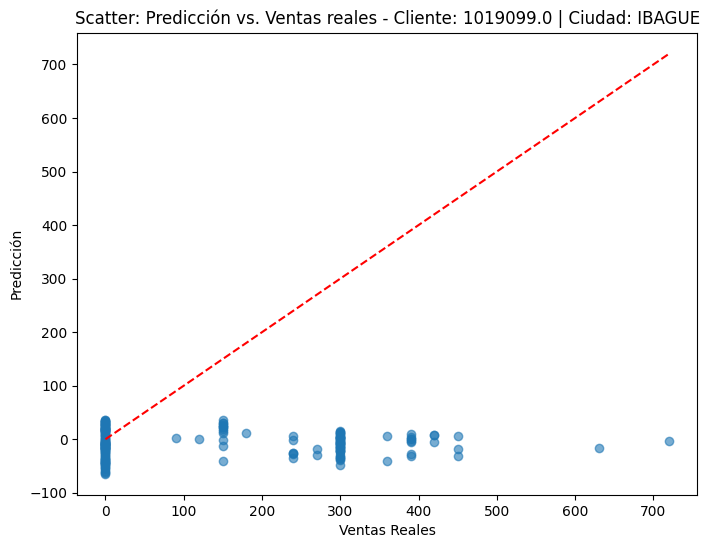 Scatter: Predicción vs. Ventas reales - Cliente: 1019099.0 | Ciudad: IBAGUE
700
600
500
400
300
200
100
0
−100
Predicción
0 100 200 300 400 500 600 700
Ventas Reales